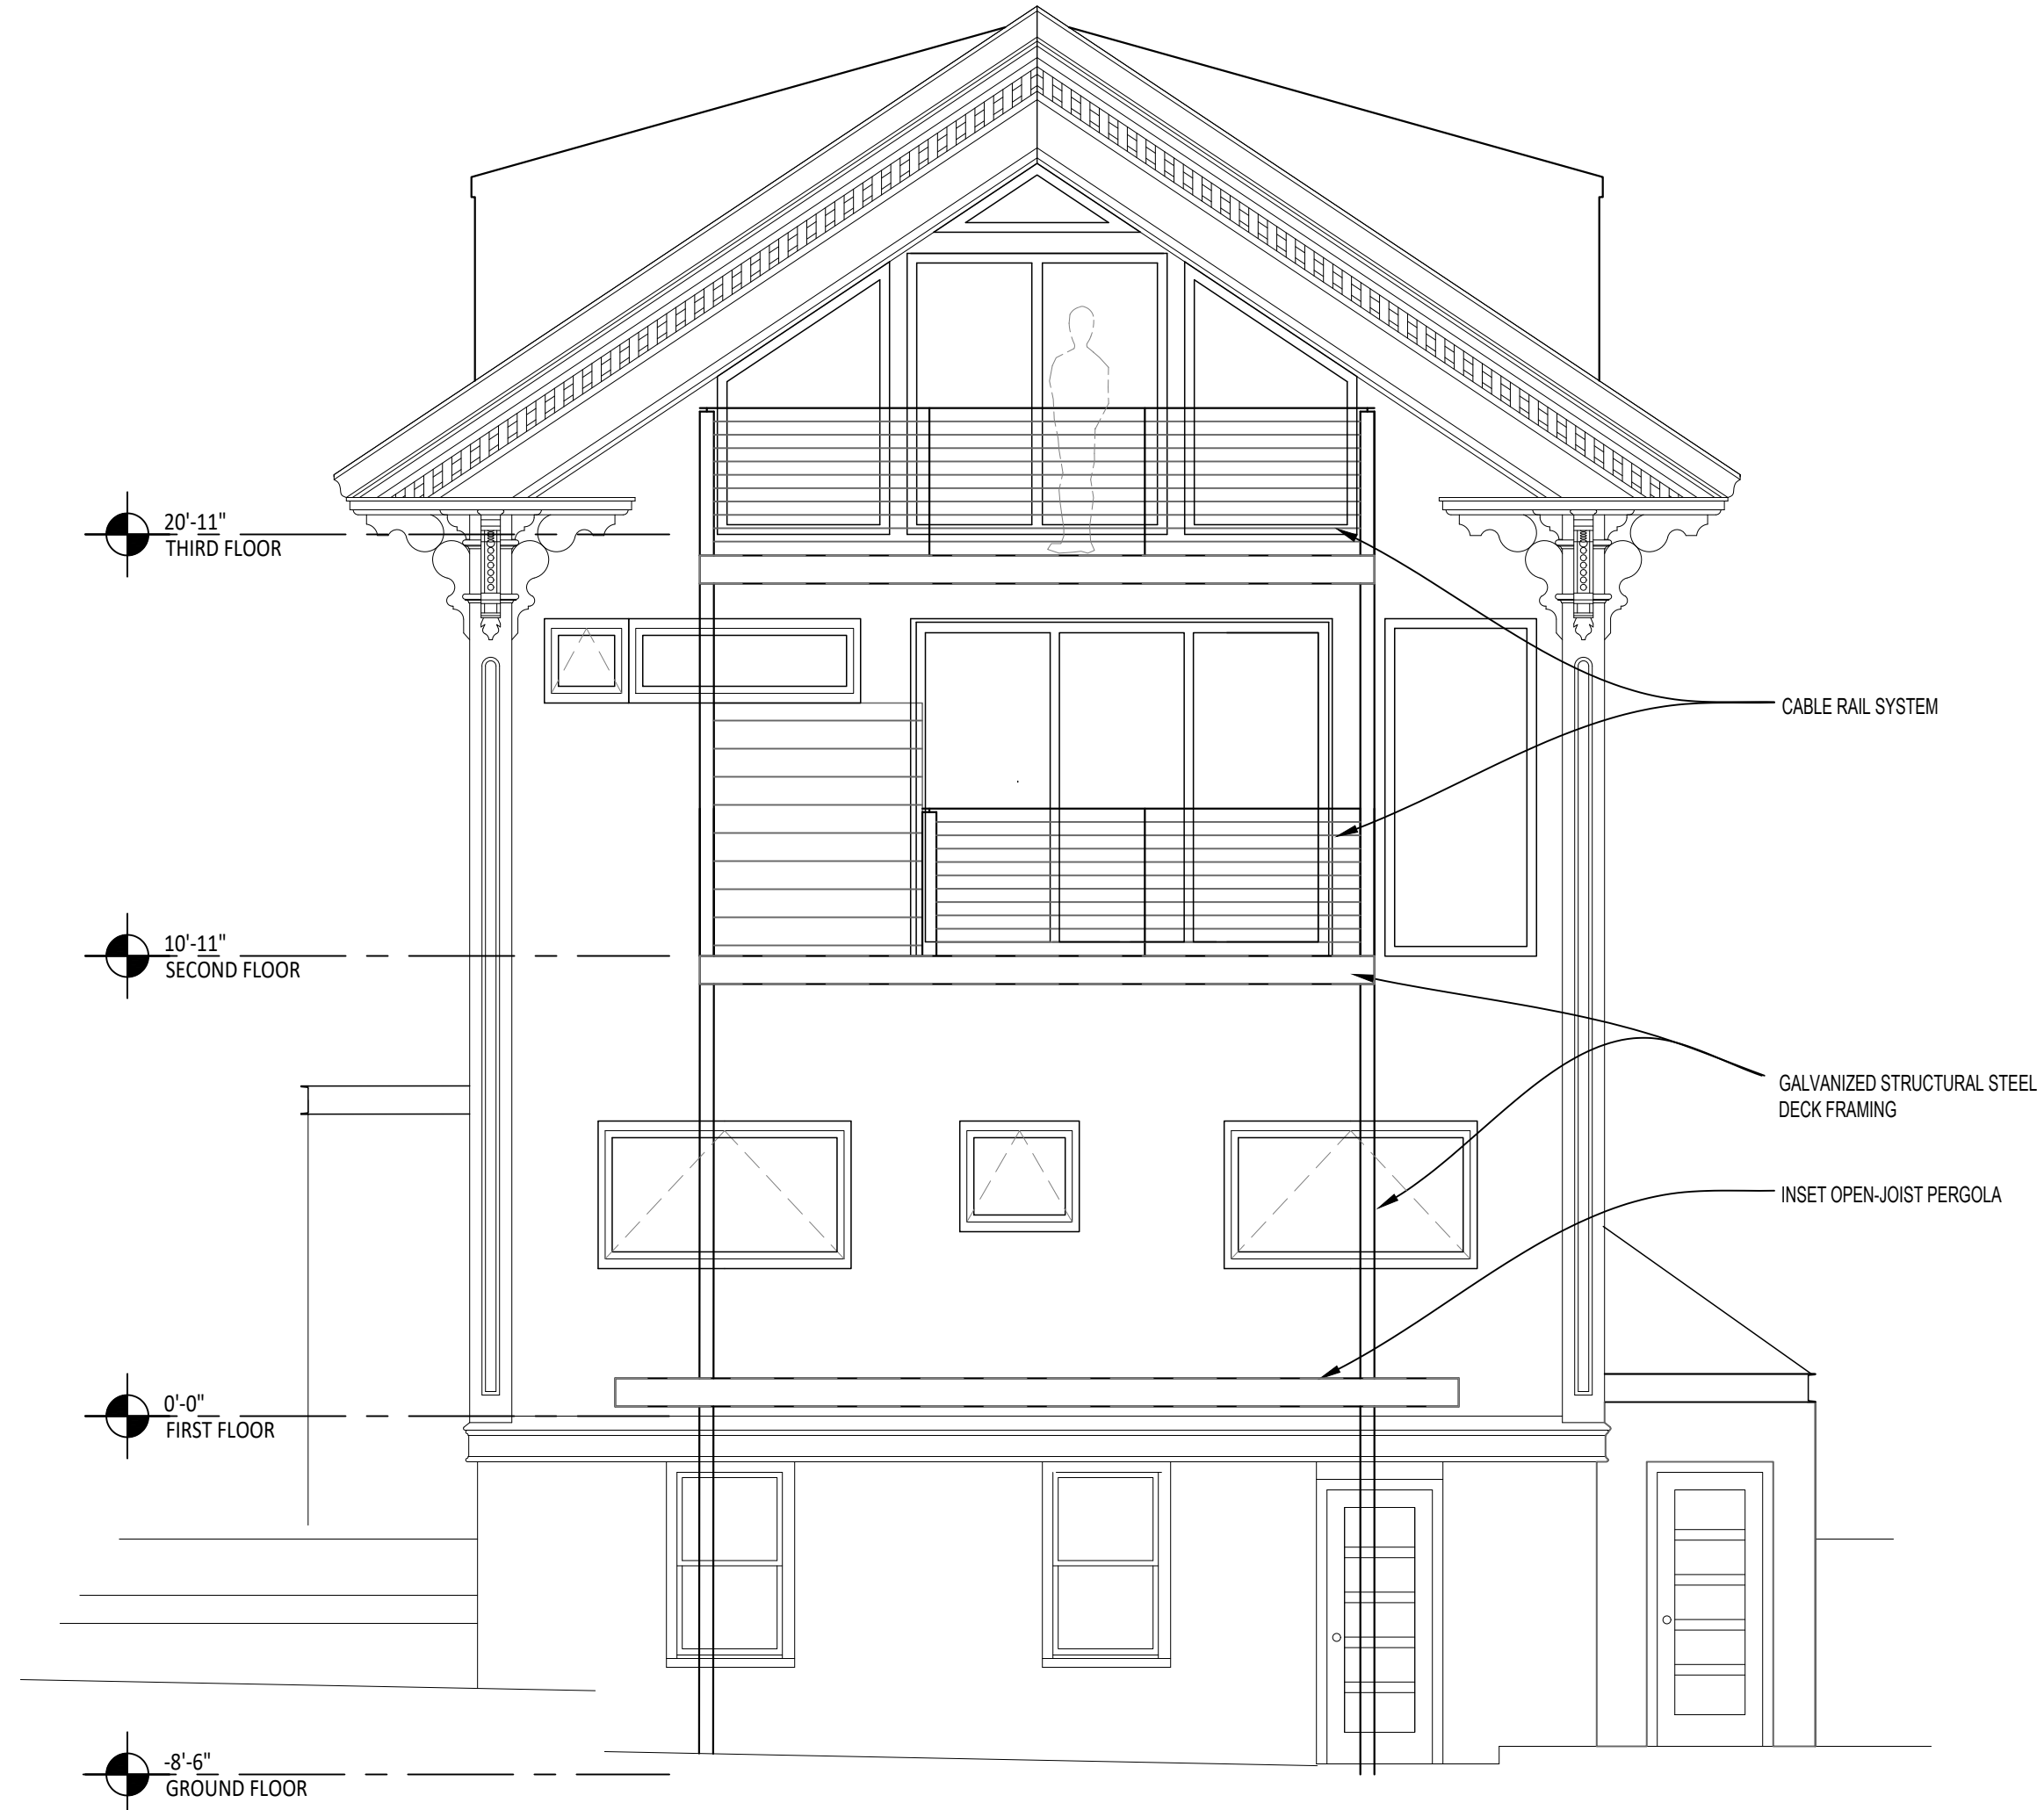 20'-11"
THIRD FLOOR
CABLE RAIL SYSTEM
10'-11"
SECOND FLOOR
GALVANIZED STRUCTURAL STEEL
DECK FRAMING
INSET OPEN-JOIST PERGOLA
0'-0"
FIRST FLOOR
-8'-6"
GROUND FLOOR